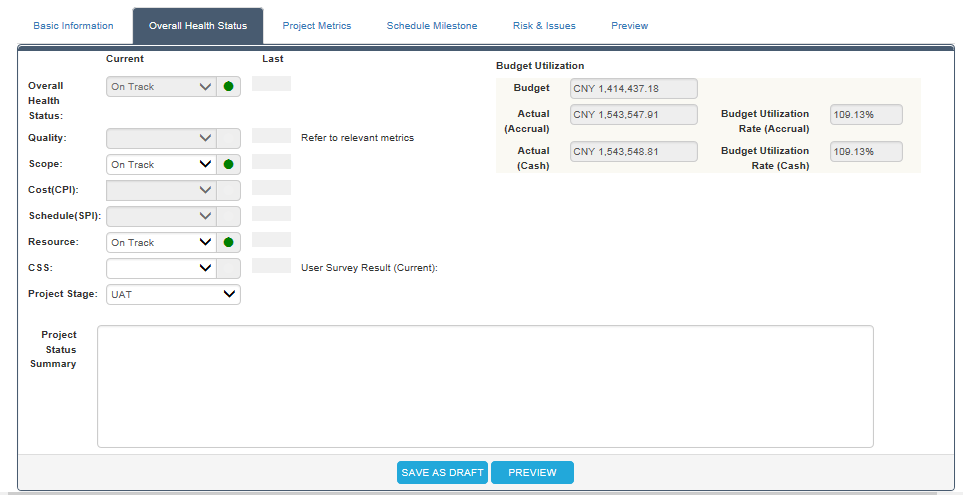 Basic Information Overall Health Status Project Metrics Schedule Milestone Risk & Issues Preview
Current Last
Overall
Health
Status:
On Track
Quality: Refer to relevant metrics
Scope: On Track
Cost(CPI):
Schedule(SPI):
Resource: On Track
CSS: User Survey Result (Current):
Project Stage: UAT
Budget Utilization
Budget CNY 1,414,437.18
Actual
(Accrual)
CNY 1,543,547.91
Budget Utilization
Rate (Accrual)
109.13%
Actual
(Cash)
CNY 1,543,548.81
Budget Utilization
Rate (Cash)
109.13%
Project
Status
Summary
SAVE AS DRAFT PREVIEW